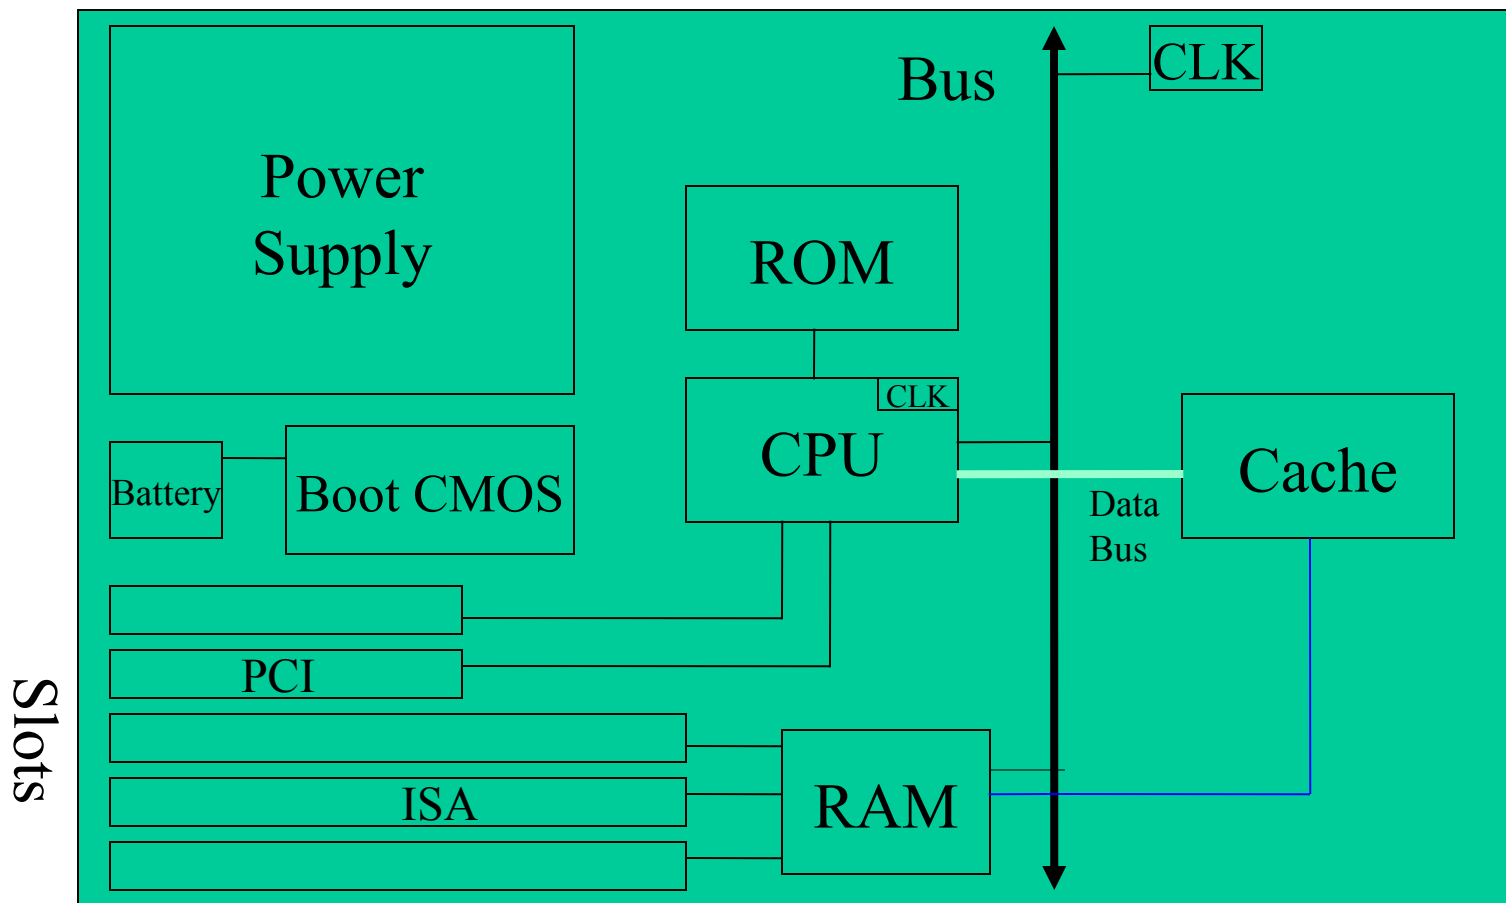 Bus
CLK
Power
Supply
ROM
CLK
CPU
Battery
Boot CMOS
Cache
Data
Bus
PCI
Slots
ISA
RAM